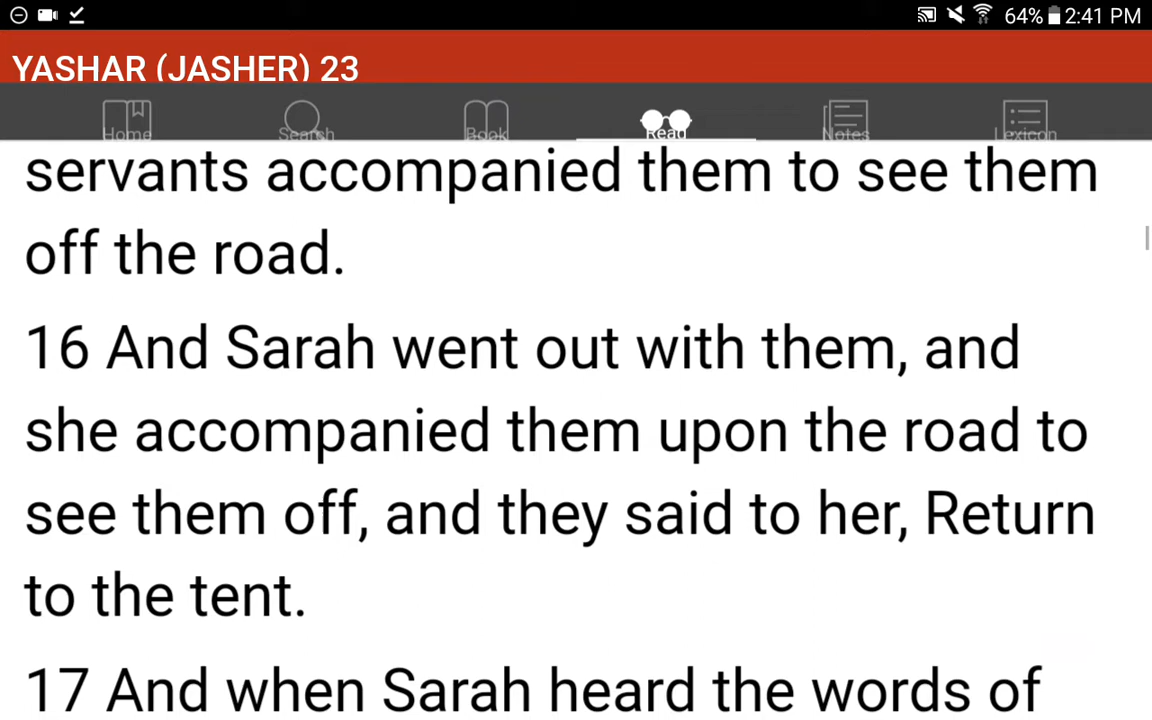 64% 2:41 PM
YASHAR (JASHER) 23
Home Search Book Read Notes Lexicon
servants accompanied them to see them
off the road.
16 And Sarah went out with them, and
she accompanied them upon the road to
see them off, and they said to her, Return
to the tent.
17 And when Sarah heard the words of